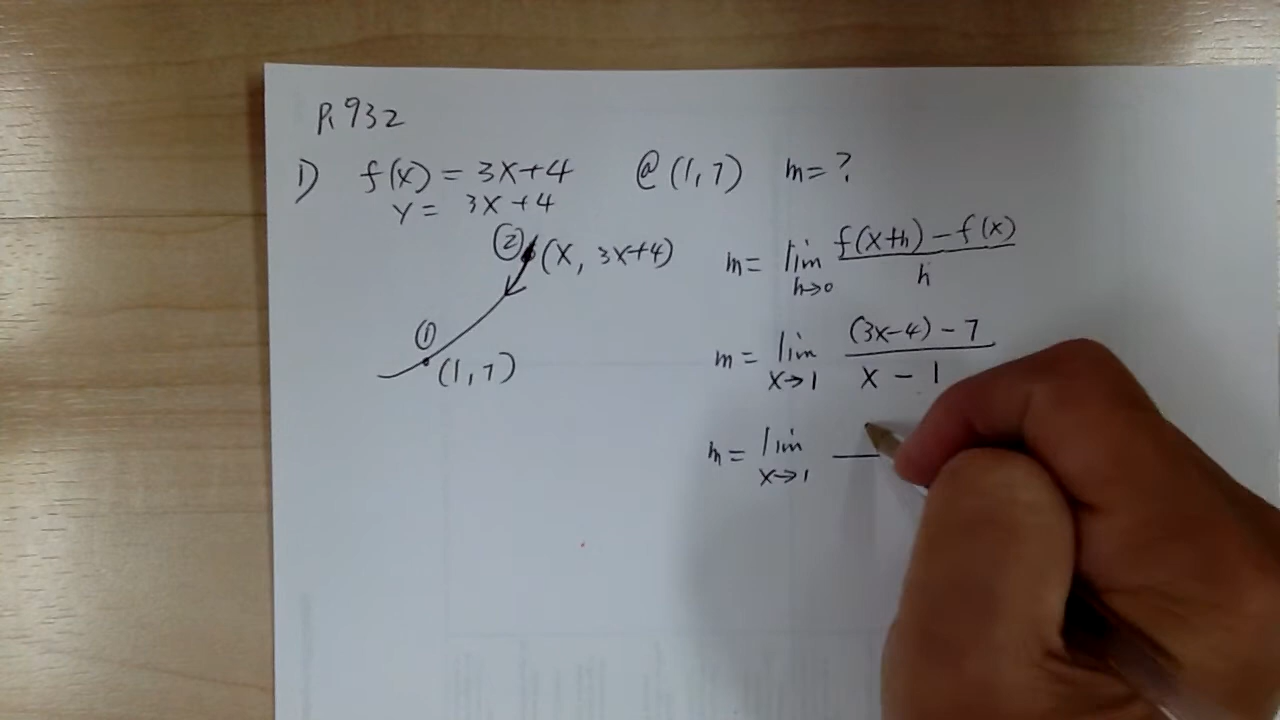 P. 932
1) f(x) = 3x+4 @ (1, 7) m = ?
y = 3x+4
② (x, 3x+4)
① (1, 7)
m = lim h→0 f(x+h) − f(x) / h
m = lim x→1 (3x−4) − 7 / x − 1
m = lim x→1